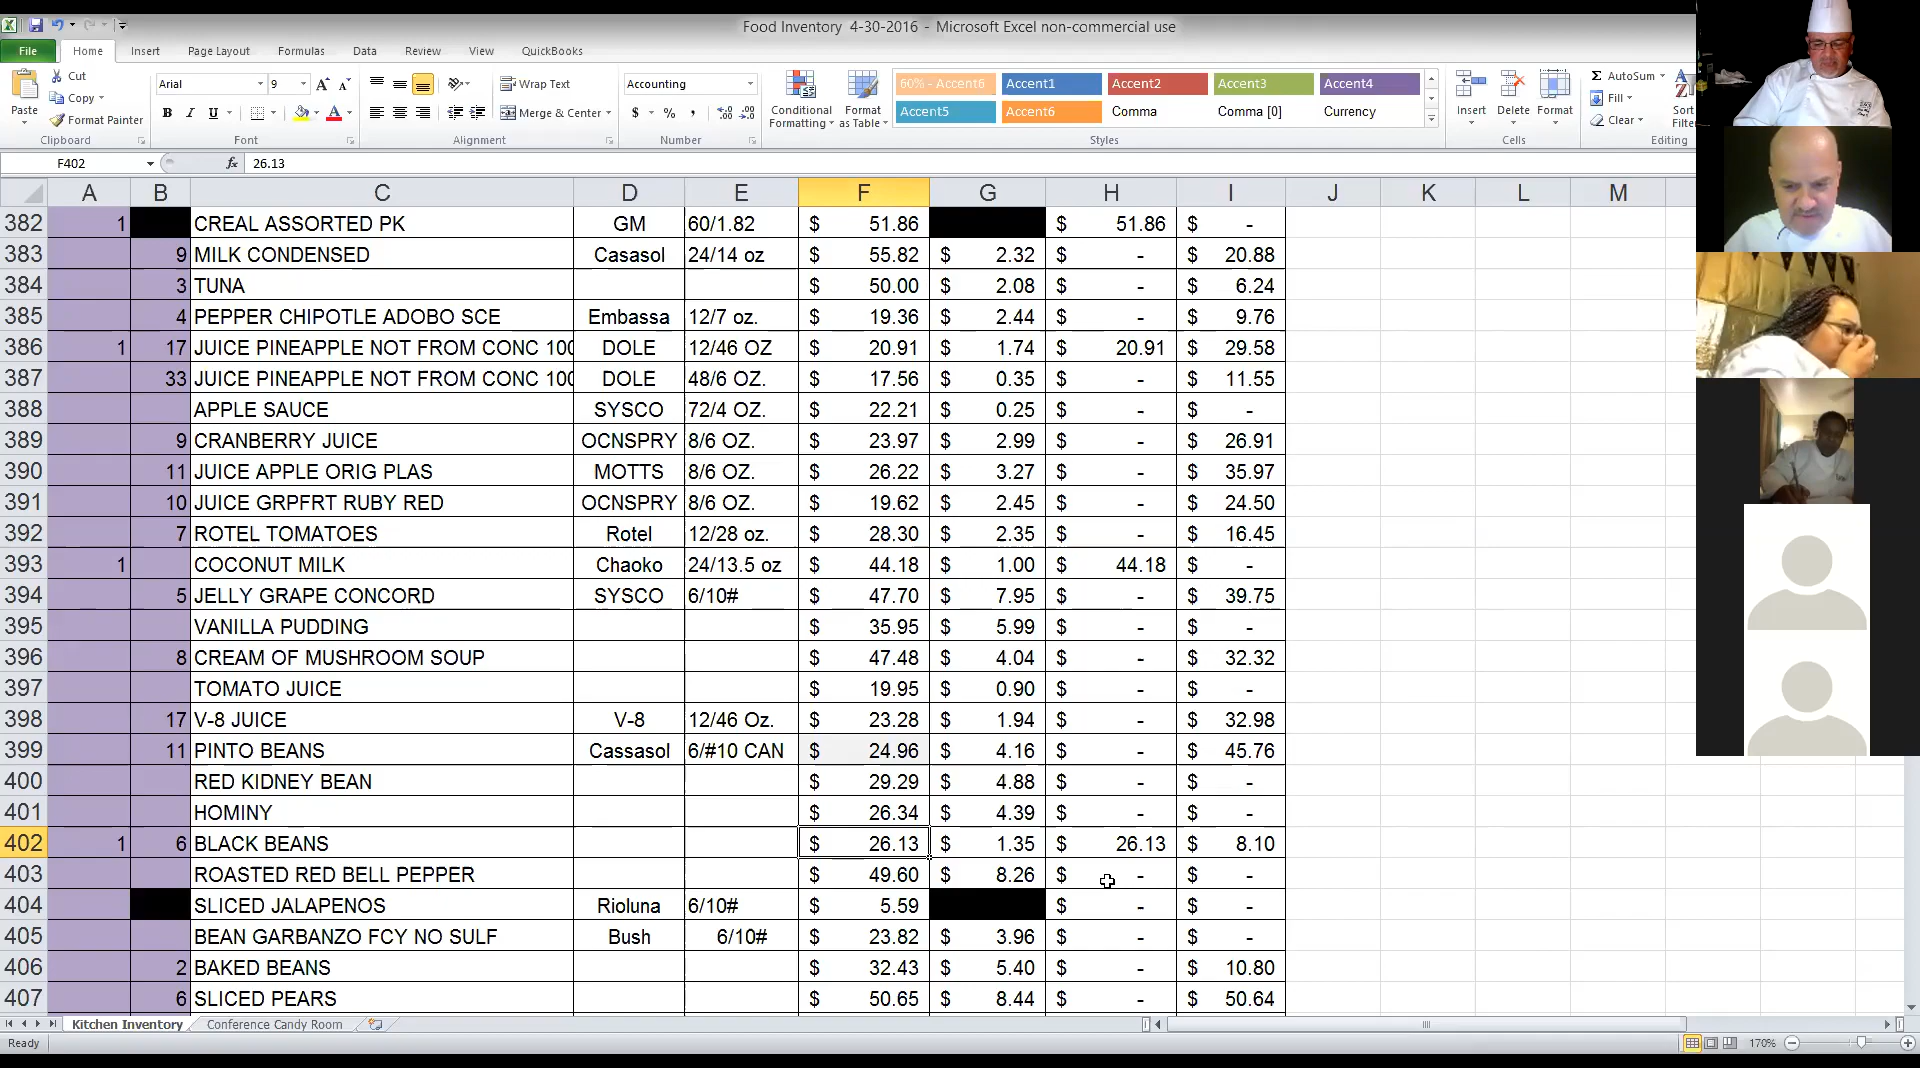 Food Inventory 4-30-2016 - Microsoft Excel non-commercial use
File Home Insert Page Layout Formulas Data Review View QuickBooks
Cut Arial 9 Wrap Text Accounting 60% - Accent6 Accent1 Accent2 Accent3 Accent4 AutoSum
Paste Copy Conditional Formatting Format as Table Insert Delete Format Fill Sort
Format Painter B I U Merge & Center $ % , Accent5 Accent6 Comma Comma [0] Currency Clear Filter
Clipboard Font Alignment Number Styles Cells Editing
F402 fx 26.13
A B C D E F G H I J K L M
382 1 CREAL ASSORTED PK GM 60/1.82 $ 51.86 $ 51.86 $ -
383 9 MILK CONDENSED Casasol 24/14 oz $ 55.82 $ 2.32 $ - $ 20.88
384 3 TUNA $ 50.00 $ 2.08 $ - $ 6.24
385 4 PEPPER CHIPOTLE ADOBO SCE Embassa 12/7 oz. $ 19.36 $ 2.44 $ - $ 9.76
386 1 17 JUICE PINEAPPLE NOT FROM CONC 100 DOLE 12/46 OZ $ 20.91 $ 1.74 $ 20.91 $ 29.58
387 33 JUICE PINEAPPLE NOT FROM CONC 100 DOLE 48/6 OZ. $ 17.56 $ 0.35 $ - $ 11.55
388 APPLE SAUCE SYSCO 72/4 OZ. $ 22.21 $ 0.25 $ - $ -
389 9 CRANBERRY JUICE OCNSPRY 8/6 OZ. $ 23.97 $ 2.99 $ - $ 26.91
390 11 JUICE APPLE ORIG PLAS MOTTS 8/6 OZ. $ 26.22 $ 3.27 $ - $ 35.97
391 10 JUICE GRPFRT RUBY RED OCNSPRY 8/6 OZ. $ 19.62 $ 2.45 $ - $ 24.50
392 7 ROTEL TOMATOES Rotel 12/28 oz. $ 28.30 $ 2.35 $ - $ 16.45
393 1 COCONUT MILK Chaoko 24/13.5 oz $ 44.18 $ 1.00 $ 44.18 $ -
394 5 JELLY GRAPE CONCORD SYSCO 6/10# $ 47.70 $ 7.95 $ - $ 39.75
395 VANILLA PUDDING $ 35.95 $ 5.99 $ - $ -
396 8 CREAM OF MUSHROOM SOUP $ 47.48 $ 4.04 $ - $ 32.32
397 TOMATO JUICE $ 19.95 $ 0.90 $ - $ -
398 17 V-8 JUICE V-8 12/46 Oz. $ 23.28 $ 1.94 $ - $ 32.98
399 11 PINTO BEANS Cassasol 6/#10 CAN $ 24.96 $ 4.16 $ - $ 45.76
400 RED KIDNEY BEAN $ 29.29 $ 4.88 $ - $ -
401 HOMINY $ 26.34 $ 4.39 $ - $ -
402 1 6 BLACK BEANS $ 26.13 $ 1.35 $ 26.13 $ 8.10
403 ROASTED RED BELL PEPPER $ 49.60 $ 8.26 $ - $ -
404 SLICED JALAPENOS Rioluna 6/10# $ 5.59 $ - $ -
405 BEAN GARBANZO FCY NO SULF Bush 6/10# $ 23.82 $ 3.96 $ - $ -
406 2 BAKED BEANS $ 32.43 $ 5.40 $ - $ 10.80
407 6 SLICED PEARS $ 50.65 $ 8.44 $ - $ 50.64
Kitchen Inventory Conference Candy Room
Ready 170%